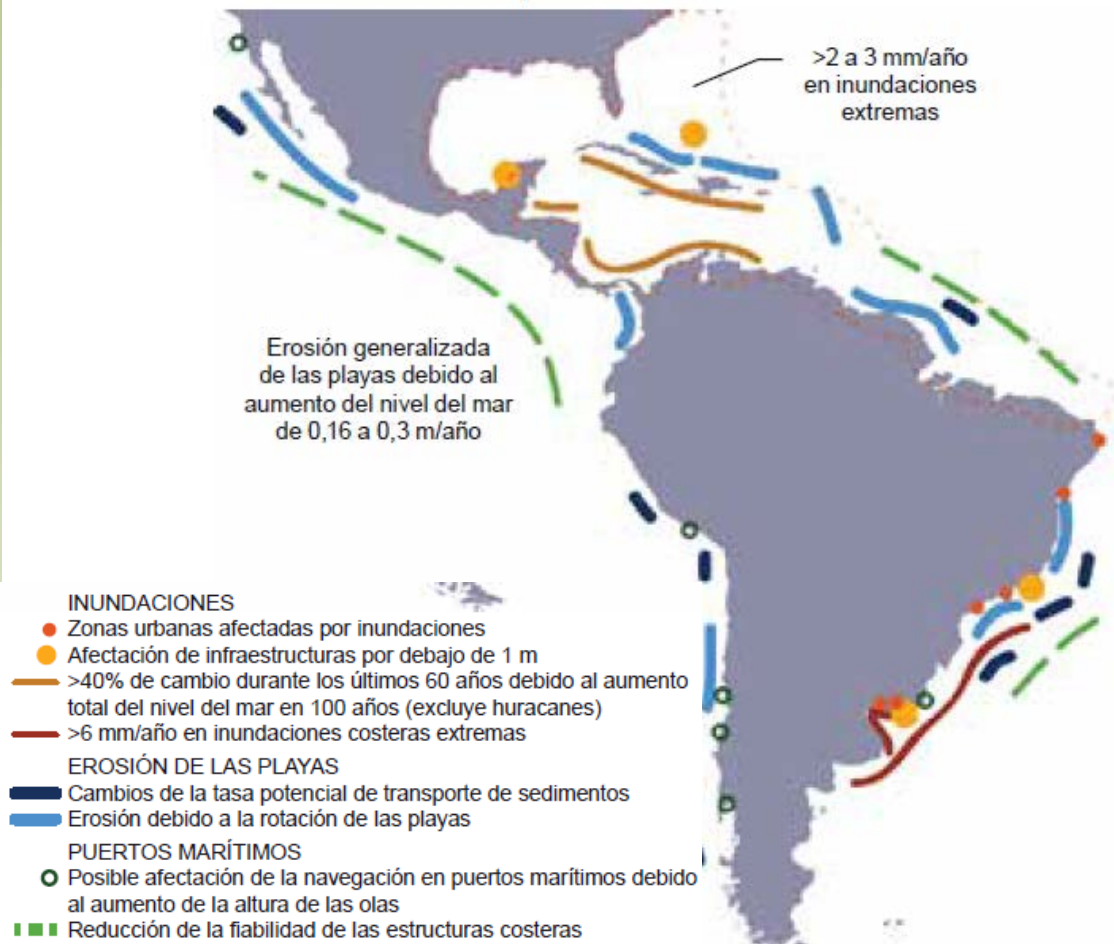 >2 a 3 mm/año
en inundaciones
extremas
Erosión generalizada
de las playas debido al
aumento del nivel del mar
de 0,16 a 0,3 m/año
INUNDACIONES
Zonas urbanas afectadas por inundaciones
Afectación de infraestructuras por debajo de 1 m
>40% de cambio durante los últimos 60 años debido al aumento
total del nivel del mar en 100 años (excluye huracanes)
>6 mm/año en inundaciones costeras extremas
EROSIÓN DE LAS PLAYAS
Cambios de la tasa potencial de transporte de sedimentos
Erosión debido a la rotación de las playas
PUERTOS MARÍTIMOS
Posible afectación de la navegación en puertos marítimos debido
al aumento de la altura de las olas
Reducción de la fiabilidad de las estructuras costeras